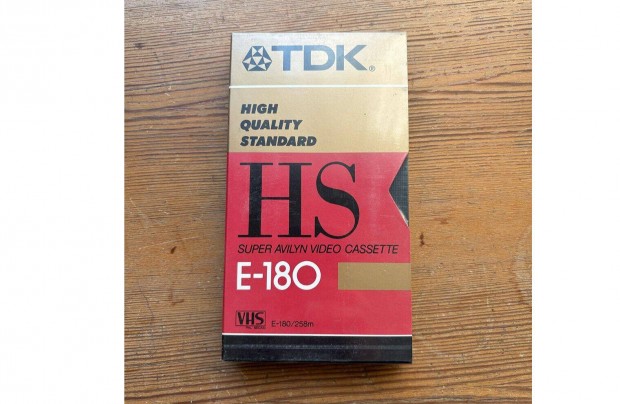 TDK®
HIGH
QUALITY
STANDARD
HS
SUPER AVILYN VIDEO CASSETTE
E-180
VHS
E-180/258m